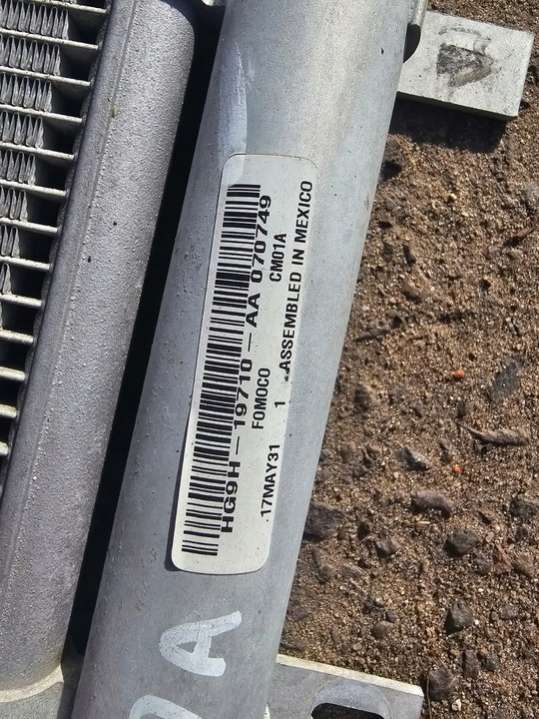 HG9H-19710-AA 070749
FOMOCO CM01A
17MAY31 1 ASSEMBLED IN MEXICO